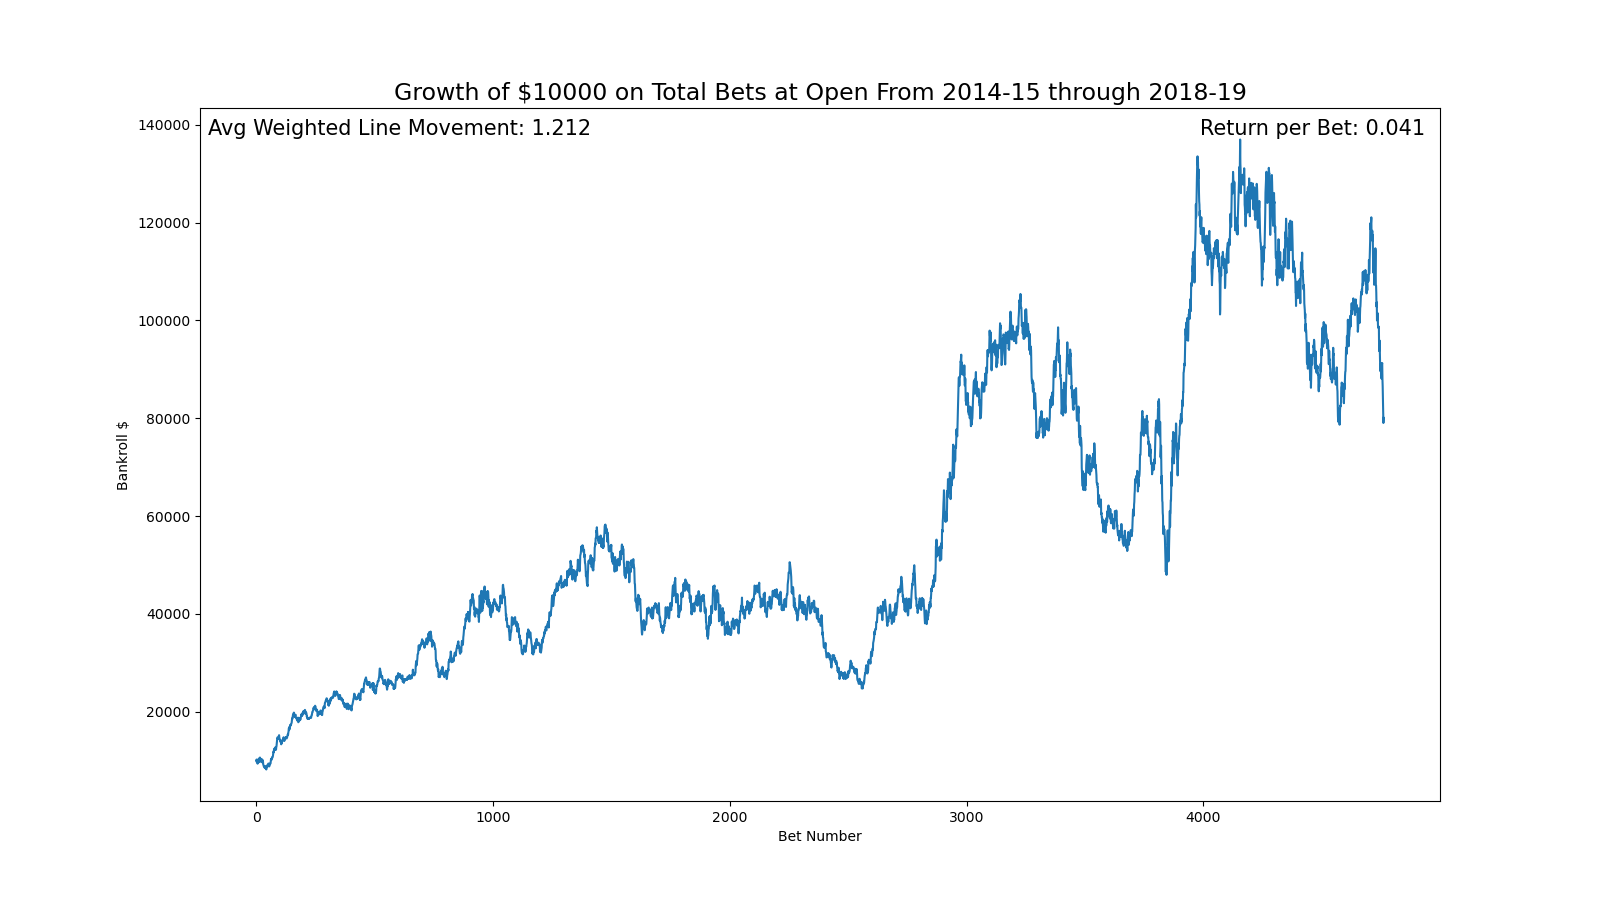 Growth of $10000 on Total Bets at Open From 2014-15 through 2018-19
Avg Weighted Line Movement: 1.212
Return per Bet: 0.041
140000
120000
100000
80000
60000
40000
20000
Bankroll $
0
1000
2000
3000
4000
Bet Number